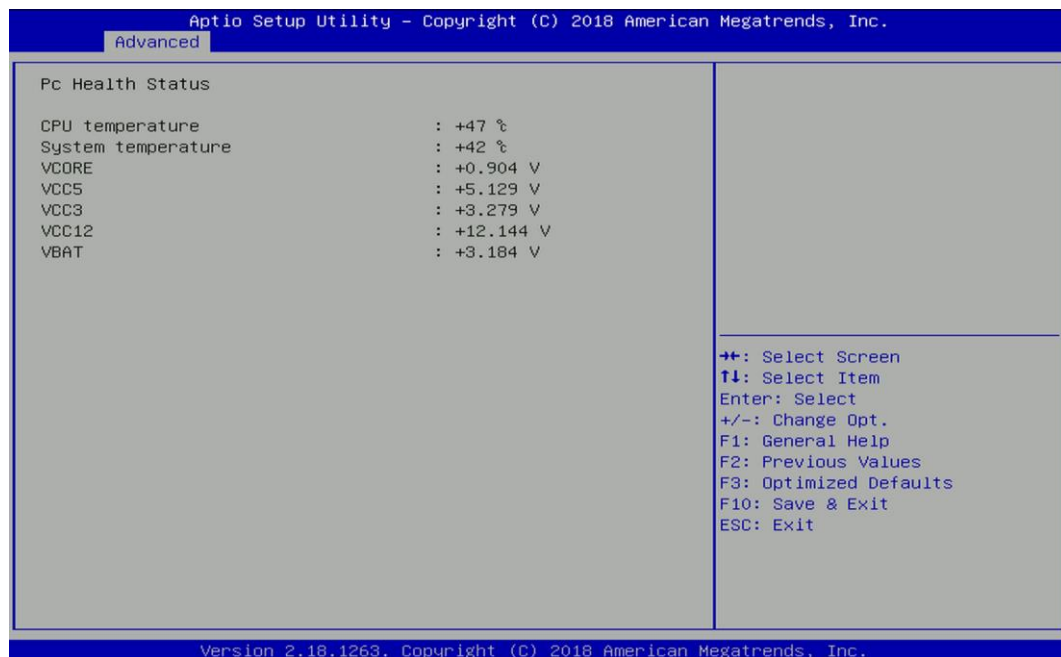 Aptio Setup Utility – Copyright (C) 2018 American Megatrends, Inc.
Advanced
Pc Health Status
CPU temperature : +47 ℃
System temperature : +42 ℃
VCORE : +0.904 V
VCC5 : +5.129 V
VCC3 : +3.279 V
VCC12 : +12.144 V
VBAT : +3.184 V
→←: Select Screen
↑↓: Select Item
Enter: Select
+/-: Change Opt.
F1: General Help
F2: Previous Values
F3: Optimized Defaults
F10: Save & Exit
ESC: Exit
Version 2.18.1263. Copyright (C) 2018 American Megatrends, Inc.